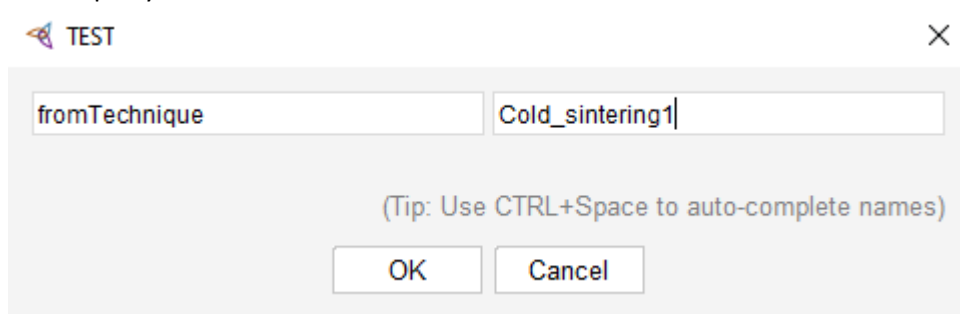 TEST
fromTechnique Cold_sintering1
(Tip: Use CTRL+Space to auto-complete names)
OK Cancel